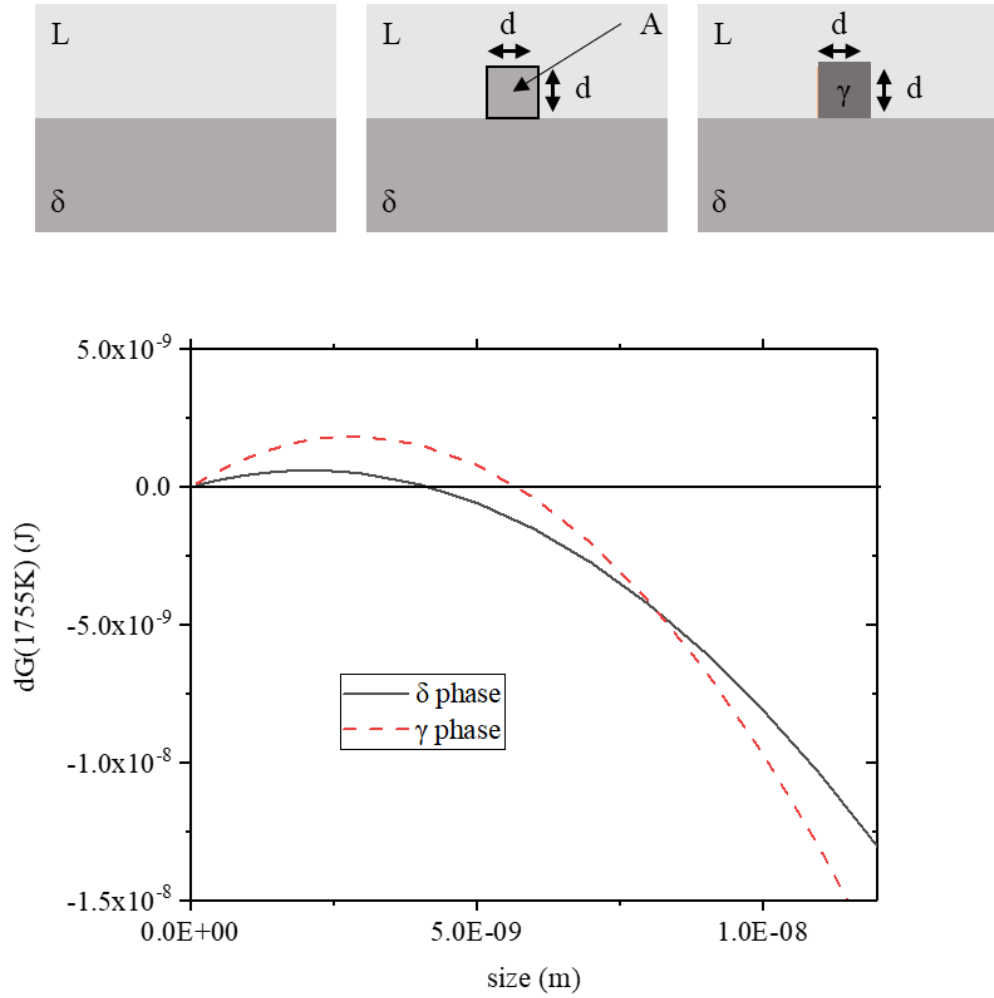 L
d
A
d
δ
L
d
d
γ
δ
L
δ
5.0x10⁻⁹
0.0
-5.0x10⁻⁹
-1.0x10⁻⁸
-1.5x10⁻⁸
dG(1755K) (J)
δ phase
γ phase
0.0E+00
5.0E-09
1.0E-08
size (m)